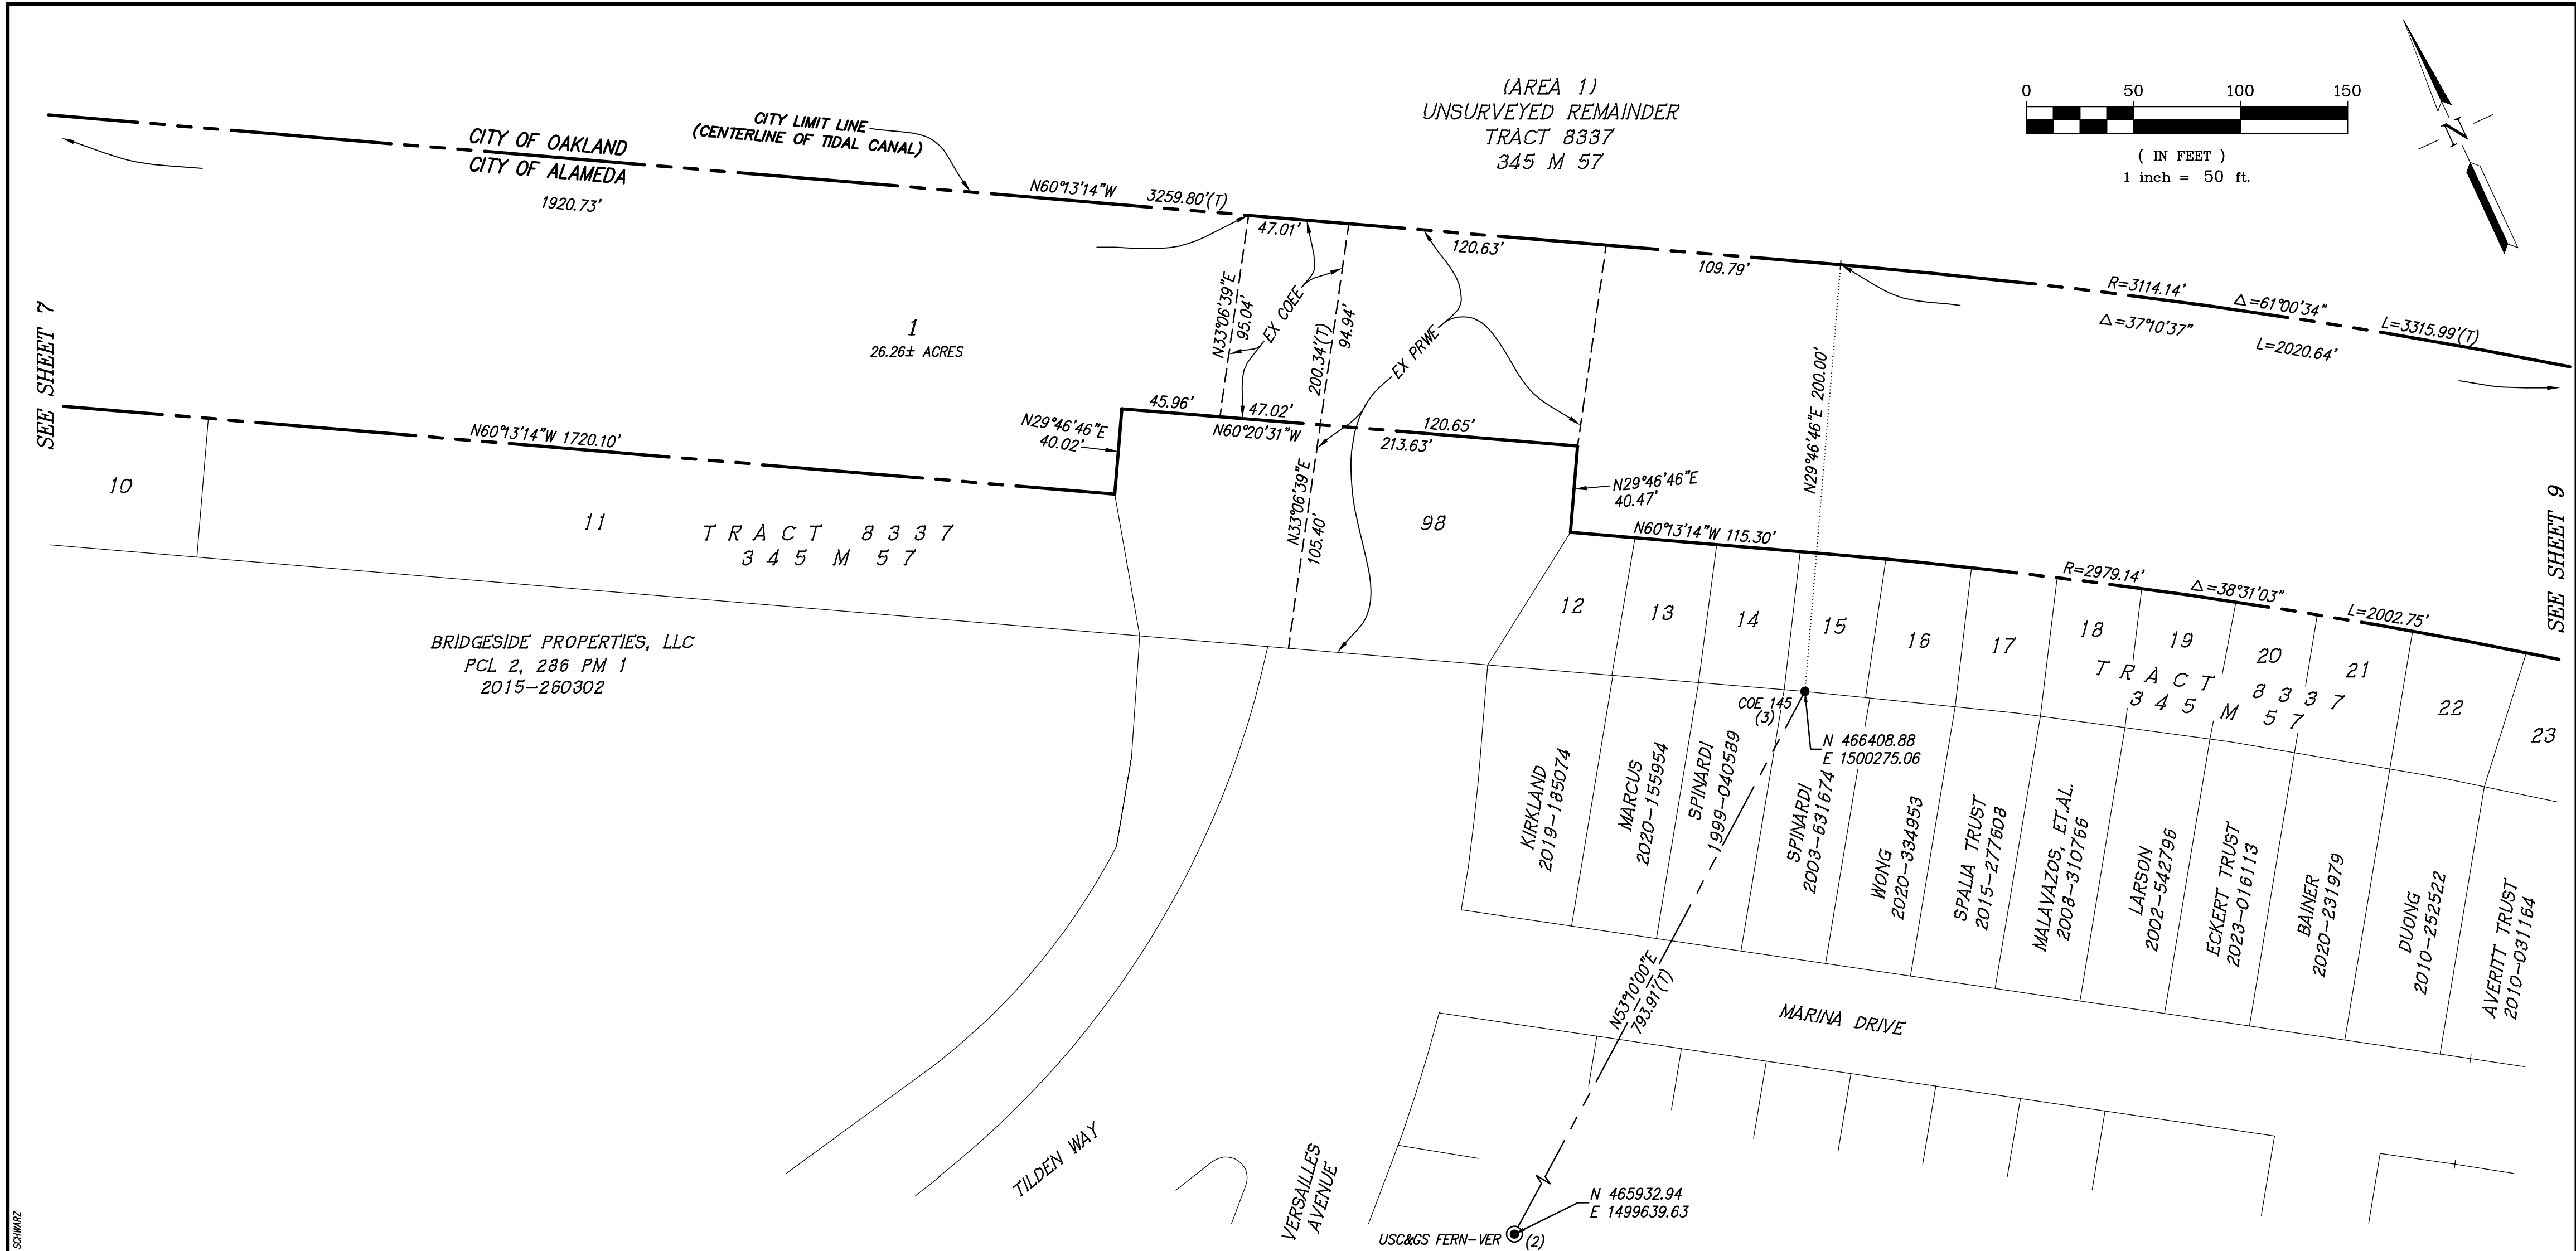 (AREA 1)
UNSURVEYED REMAINDER
TRACT 8337
345 M 57
0 50 100 150
( IN FEET )
1 inch = 50 ft.
N
CITY LIMIT LINE
(CENTERLINE OF TIDAL CANAL)
CITY OF OAKLAND
CITY OF ALAMEDA
1920.73'
N60°13'14"W 3259.80'(T)
47.01'
120.63'
109.79'
R=3114.14' Δ=61°00'34" L=3315.99'(T)
Δ=37°10'37" L=2020.64'
SEE SHEET 7
1
26.26± ACRES
N33°06'39"E
95.04'
EX COEE
200.34'(T)
94.94'
EX PRWE
N29°46'46"E 200.00'
N60°13'14"W 1720.10'
N29°46'46"E
40.02'
45.96'
47.02'
N60°20'31"W
120.65'
213.63'
N29°46'46"E
40.47'
N33°06'39"E
105.40'
98
N60°13'14"W 115.30'
R=2979.14' Δ=38°31'03" L=2002.75'
SEE SHEET 9
10
11
TRACT 8337
345 M 57
12
13
14
15
16
17
18
19
20
21
22
23
TRACT 8337
345 M 57
BRIDGESIDE PROPERTIES, LLC
PCL 2, 286 PM 1
2015-260302
COE 145
(3)
N 466408.88
E 1500275.06
KIRKLAND
2019-185074
MARCUS
2020-155954
SPINARDI
1999-040589
SPINARDI
2003-631674
WONG
2020-334953
SPALIA TRUST
2015-277608
MALAVAZOS, ET.AL.
2008-310766
LARSON
2002-542796
ECKERT TRUST
2023-016113
BAINER
2020-231979
DUONG
2010-252522
AVERITT TRUST
2010-031164
N53°10'00"E
793.91'(T)
MARINA DRIVE
TILDEN WAY
VERSAILLES
AVENUE
N 465932.94
E 1499639.63
USC&GS FERN-VER (2)
SCHWARZ